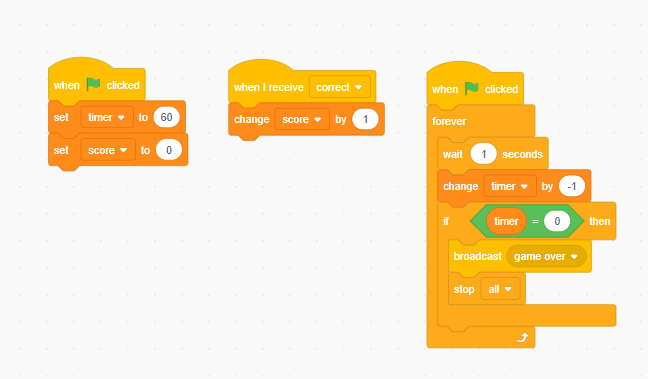 when clicked
set timer to 60
set score to 0
when I receive correct
change score by 1
when clicked
forever
wait 1 seconds
change timer by -1
if timer = 0 then
broadcast game over
stop all